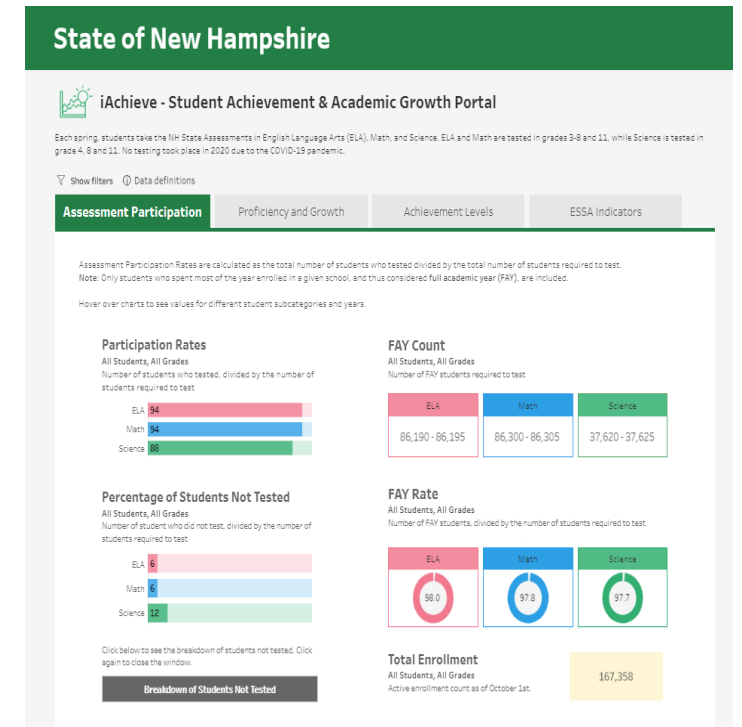 State of New Hampshire
iAchieve - Student Achievement & Academic Growth Portal
Each spring, students take the NH State Assessments in English Language Arts (ELA), Math, and Science. ELA and Math are tested in grades 3-8 and 11, while Science is tested in
grade 4, 8 and 11. No testing took place in 2020 due to the COVID-19 pandemic.
Show filters Data definitions
Assessment Participation Proficiency and Growth Achievement Levels ESSA Indicators
Assessment Participation Rates are calculated as the total number of students who tested divided by the total number of students required to test.
Note: Only students who spent most of the year enrolled in a given school, and thus considered full academic year (FAY), are included.
Hover over charts to see values for different student subcategories and years.
Participation Rates
All Students, All Grades
Number of students who tested, divided by the number of
students required to test
ELA 94
Math 94
Science 88
FAY Count
All Students, All Grades
Number of FAY students required to test
ELA Math Science
86,190 - 86,195 86,300 - 86,305 37,620 - 37,625
Percentage of Students Not Tested
All Students, All Grades
Number of student who did not test, divided by the number of
students required to test
ELA 6
Math 6
Science 12
FAY Rate
All Students, All Grades
Number of FAY students, divided by the number of students required to test
ELA Math Science
98.0 97.8 97.7
Click below to see the breakdown of students not tested. Click
again to close the window.
Breakdown of Students Not Tested
Total Enrollment
All Students, All Grades
Active enrollment count as of October 1st.
167,358